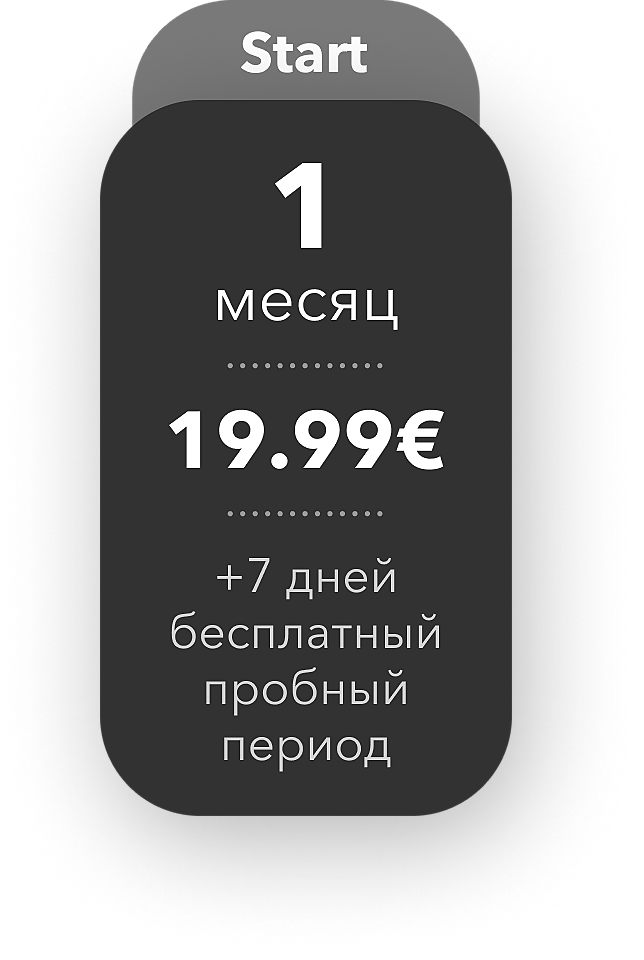 Start
1
месяц
19.99€
+7 дней
бесплатный
пробный
период